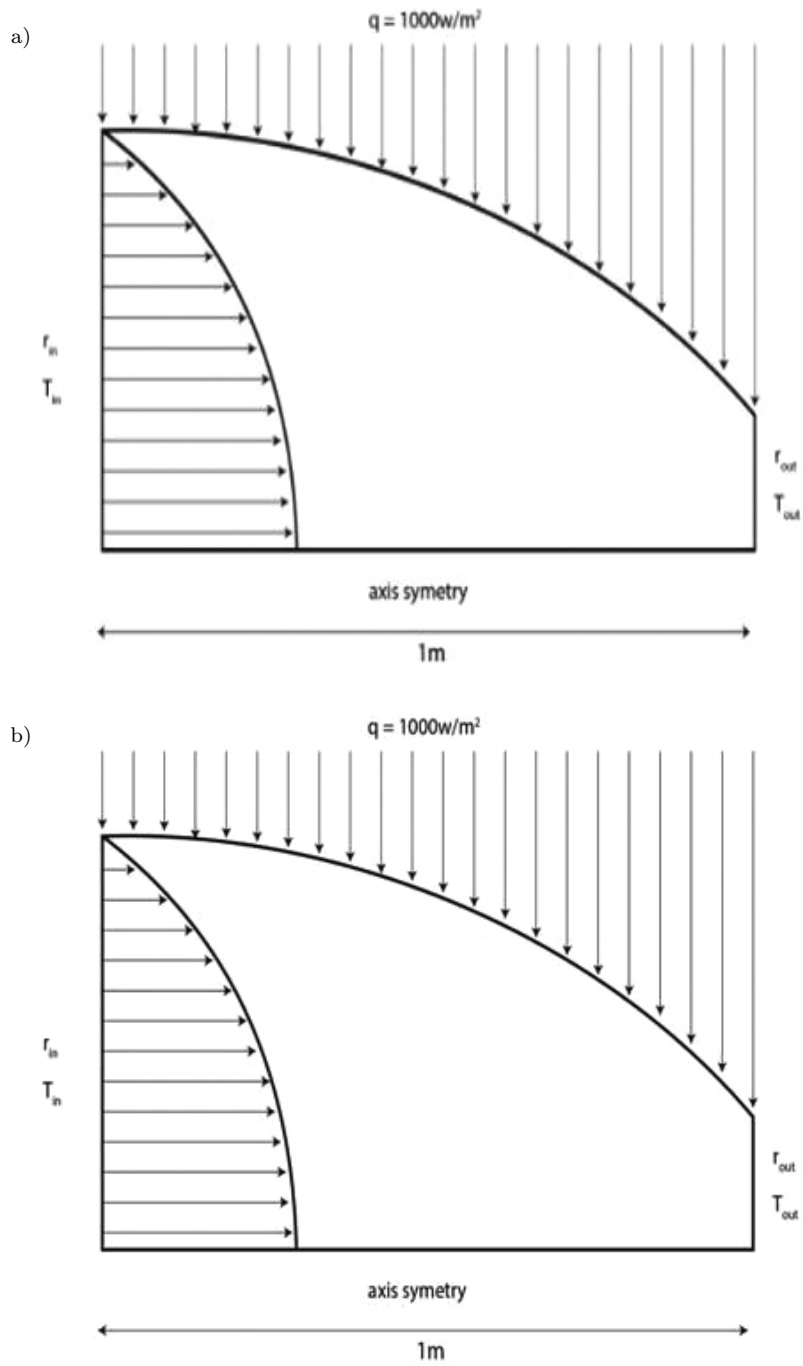 a)
q = 1000w/m²
r_in
T_in
r_out
T_out
axis symetry
1m
b)
q = 1000w/m²
r_in
T_in
r_out
T_out
axis symetry
1m